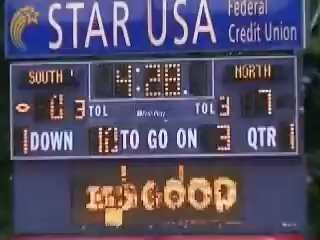 STAR USA Federal Credit Union
SOUTH 4:28 NORTH
03 TOL TOL 3 7
1 DOWN 10 TO GO ON 3 QTR 1